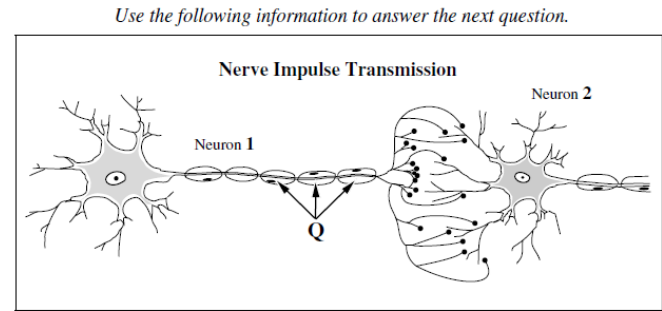 Use the following information to answer the next question.
Nerve Impulse Transmission
Neuron 2
Neuron 1
Q